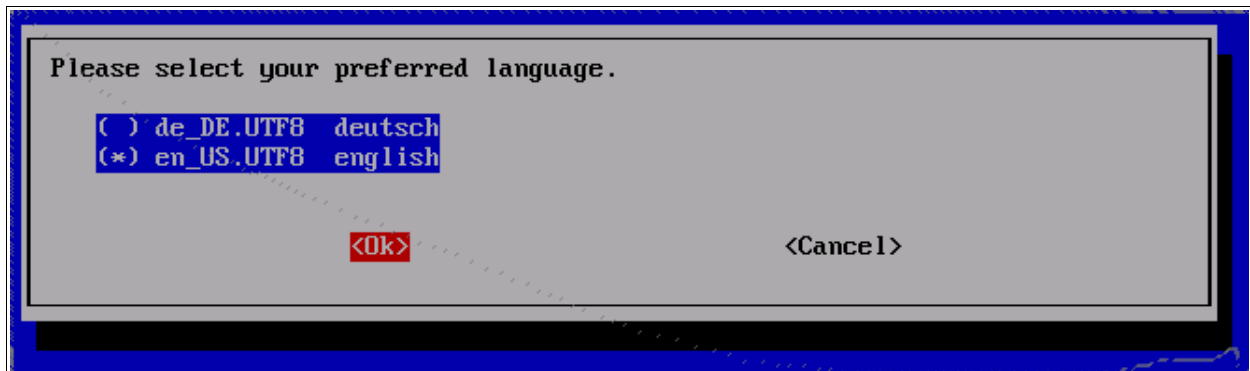 Please select your preferred language.
( ) de_DE.UTF8 deutsch
(*) en_US.UTF8 english
<Ok> <Cancel>